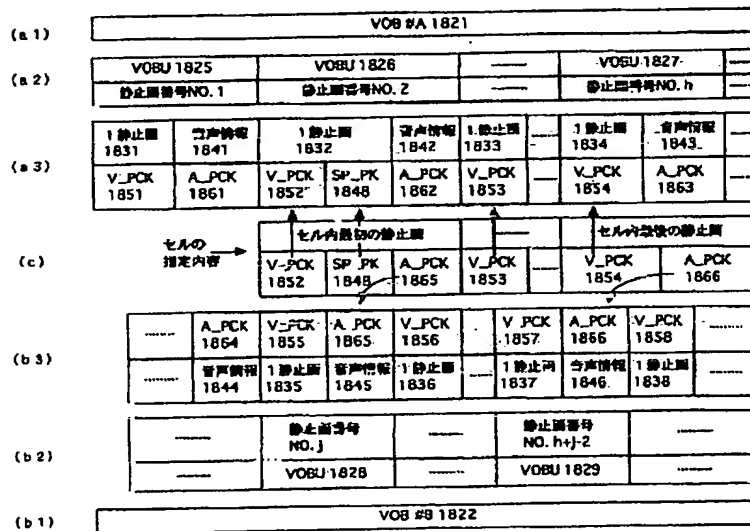 (a1)
VOB #A 1821
(a2)
VOBU 1825
VOBU 1826
VOBU 1827
静止画番号NO. 1
静止画番号NO. 2
静止画番号NO. h
(a3)
1静止画 1831
音声情報 1841
1静止画 1832
音声情報 1842
1静止画 1833
1静止画 1834
音声情報 1843
V_PCK 1851
A_PCK 1861
V_PCK 1852
SP_PK 1848
A_PCK 1862
V_PCK 1853
V_PCK 1854
A_PCK 1863
(c)
セルの
指定内容
セル内最初の静止画
セル内最後の静止画
V_PCK 1852
SP_PK 1848
A_PCK 1865
V_PCK 1853
V_PCK 1854
A_PCK 1866
(b3)
A_PCK 1864
V_PCK 1855
A_PCK 1865
V_PCK 1856
V_PCK 1857
A_PCK 1866
V_PCK 1858
音声情報 1844
1静止画 1835
音声情報 1845
1静止画 1836
1静止画 1837
音声情報 1846
1静止画 1838
(b2)
静止画番号 NO. j
静止画番号 NO. h+j-2
VOBU 1828
VOBU 1829
(b1)
VOB #B 1822